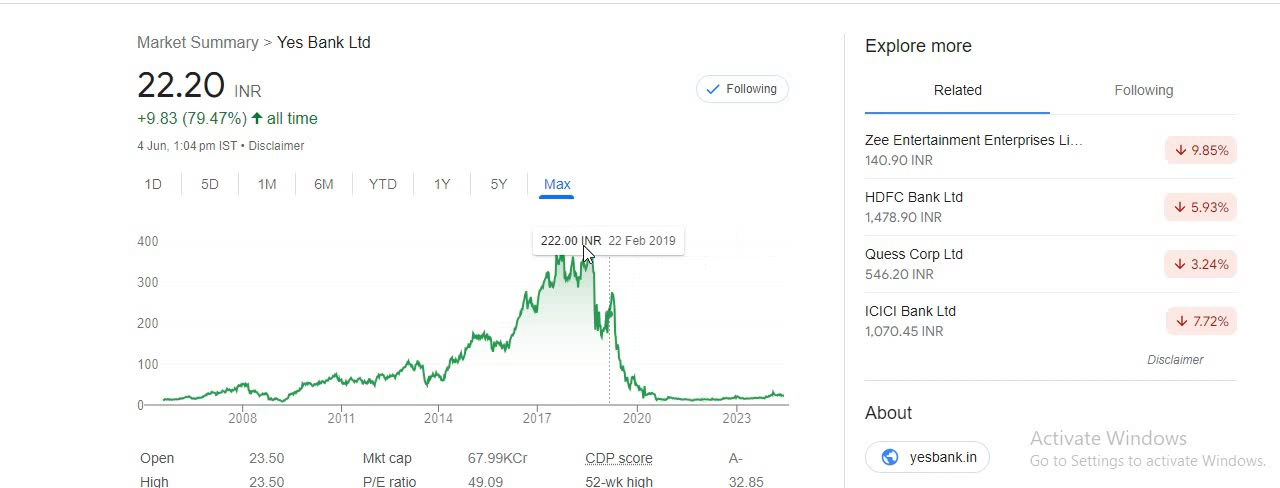 Market Summary > Yes Bank Ltd
22.20 INR
Following
+9.83 (79.47%) ↑ all time
4 Jun, 1:04 pm IST • Disclaimer
1D 5D 1M 6M YTD 1Y 5Y Max
222.00 INR 22 Feb 2019
400
300
200
100
0
2008 2011 2014 2017 2020 2023
Open 23.50 Mkt cap 67.99KCr CDP score A-
High 23.50 P/E ratio 49.09 52-wk high 32.85
Explore more
Related Following
Zee Entertainment Enterprises Li...
140.90 INR
↓ 9.85%
HDFC Bank Ltd
1,478.90 INR
↓ 5.93%
Quess Corp Ltd
546.20 INR
↓ 3.24%
ICICI Bank Ltd
1,070.45 INR
↓ 7.72%
Disclaimer
About
yesbank.in
Activate Windows
Go to Settings to activate Windows.